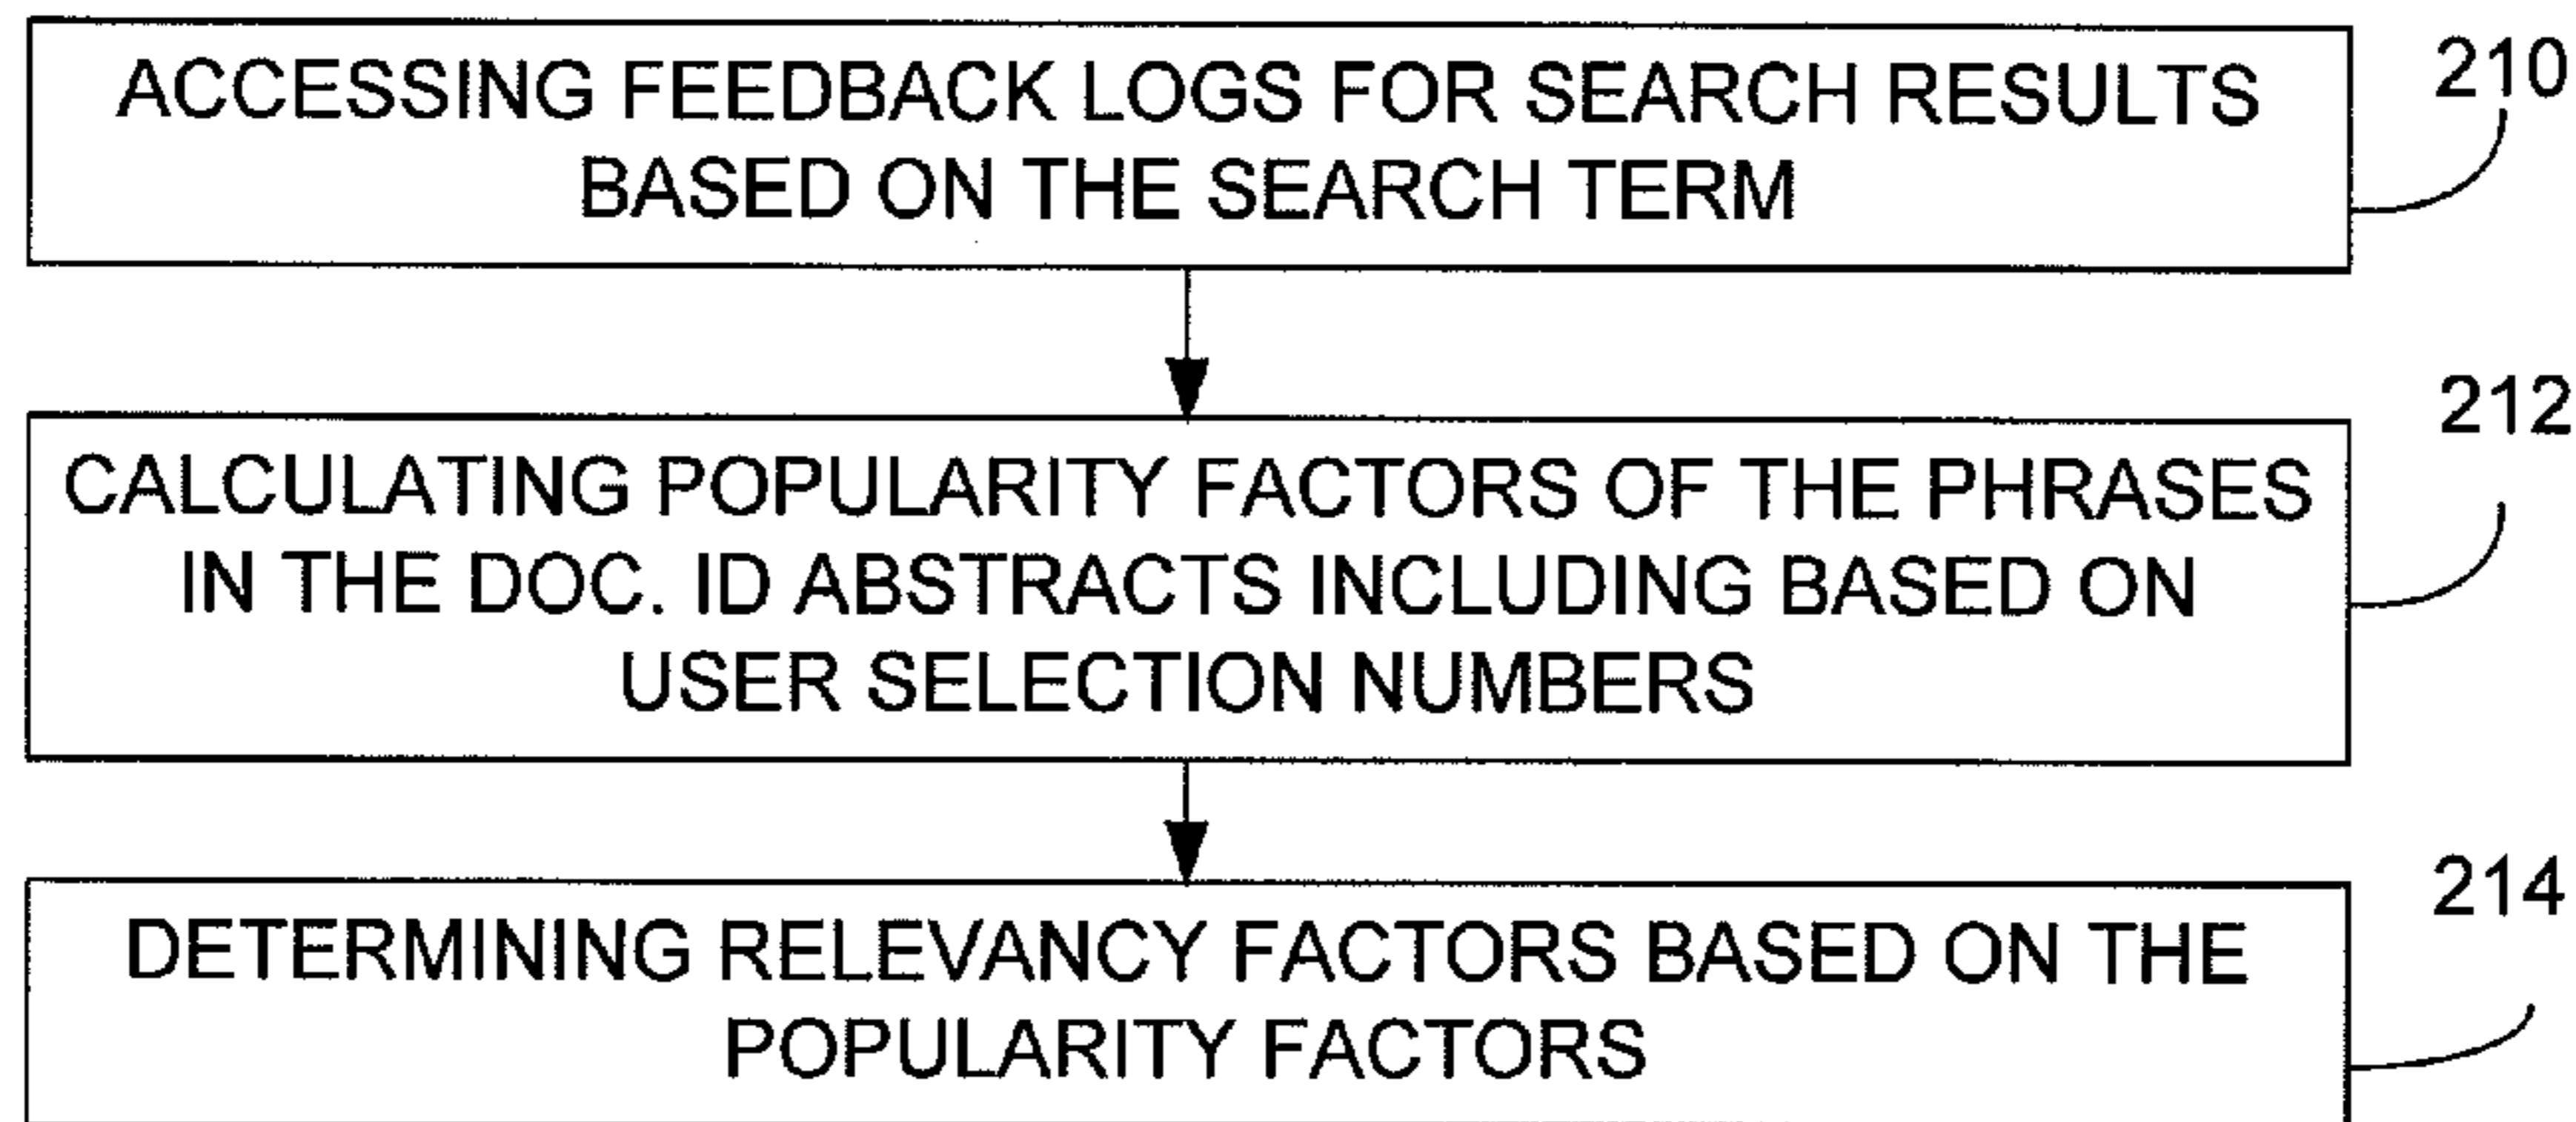 ACCESSING FEEDBACK LOGS FOR SEARCH RESULTS
BASED ON THE SEARCH TERM
210
CALCULATING POPULARITY FACTORS OF THE PHRASES
IN THE DOC. ID ABSTRACTS INCLUDING BASED ON
USER SELECTION NUMBERS
212
DETERMINING RELEVANCY FACTORS BASED ON THE
POPULARITY FACTORS
214